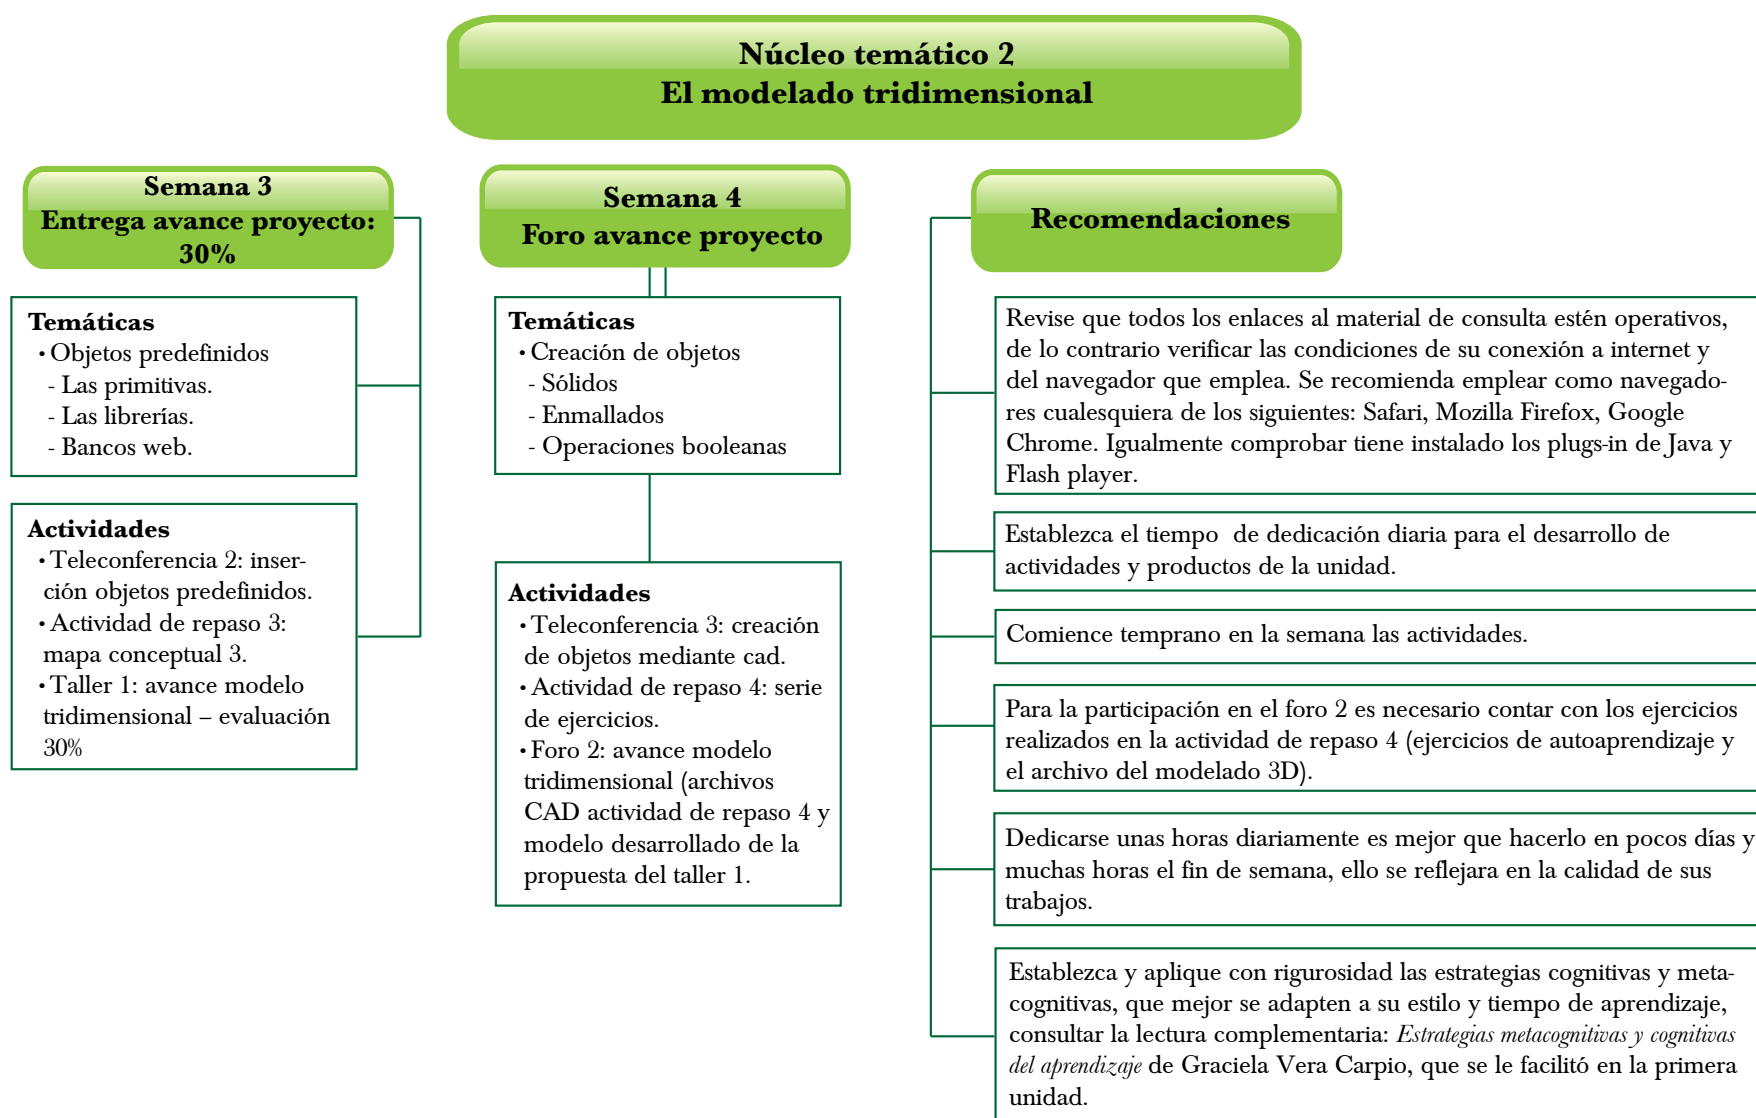 Núcleo temático 2
El modelado tridimensional
Semana 3
Entrega avance proyecto:
30%
Temáticas
• Objetos predefinidos
- Las primitivas.
- Las librerías.
- Bancos web.
Actividades
• Teleconferencia 2: inser-
ción objetos predefinidos.
• Actividad de repaso 3:
mapa conceptual 3.
• Taller 1: avance modelo
tridimensional – evaluación
30%
Semana 4
Foro avance proyecto
Temáticas
• Creación de objetos
- Sólidos
- Enmallados
- Operaciones booleanas
Actividades
• Teleconferencia 3: creación
de objetos mediante cad.
• Actividad de repaso 4: serie
de ejercicios.
• Foro 2: avance modelo
tridimensional (archivos
CAD actividad de repaso 4 y
modelo desarrollado de la
propuesta del taller 1.
Recomendaciones
Revise que todos los enlaces al material de consulta estén operativos,
de lo contrario verificar las condiciones de su conexión a internet y
del navegador que emplea. Se recomienda emplear como navegado-
res cualesquiera de los siguientes: Safari, Mozilla Firefox, Google
Chrome. Igualmente comprobar tiene instalado los plugs-in de Java y
Flash player.
Establezca el tiempo de dedicación diaria para el desarrollo de
actividades y productos de la unidad.
Comience temprano en la semana las actividades.
Para la participación en el foro 2 es necesario contar con los ejercicios
realizados en la actividad de repaso 4 (ejercicios de autoaprendizaje y
el archivo del modelado 3D).
Dedicarse unas horas diariamente es mejor que hacerlo en pocos días y
muchas horas el fin de semana, ello se reflejara en la calidad de sus
trabajos.
Establezca y aplique con rigurosidad las estrategias cognitivas y meta-
cognitivas, que mejor se adapten a su estilo y tiempo de aprendizaje,
consultar la lectura complementaria: Estrategias metacognitivas y cognitivas
del aprendizaje de Graciela Vera Carpio, que se le facilitó en la primera
unidad.